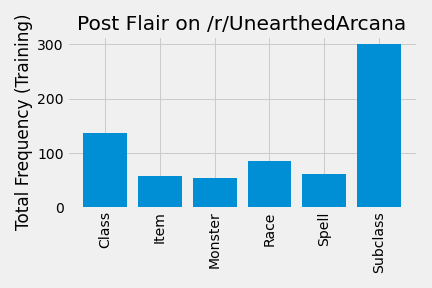 Post Flair on /r/UnearthedArcana
Total Frequency (Training)
300
200
100
0
Class
Item
Monster
Race
Spell
Subclass